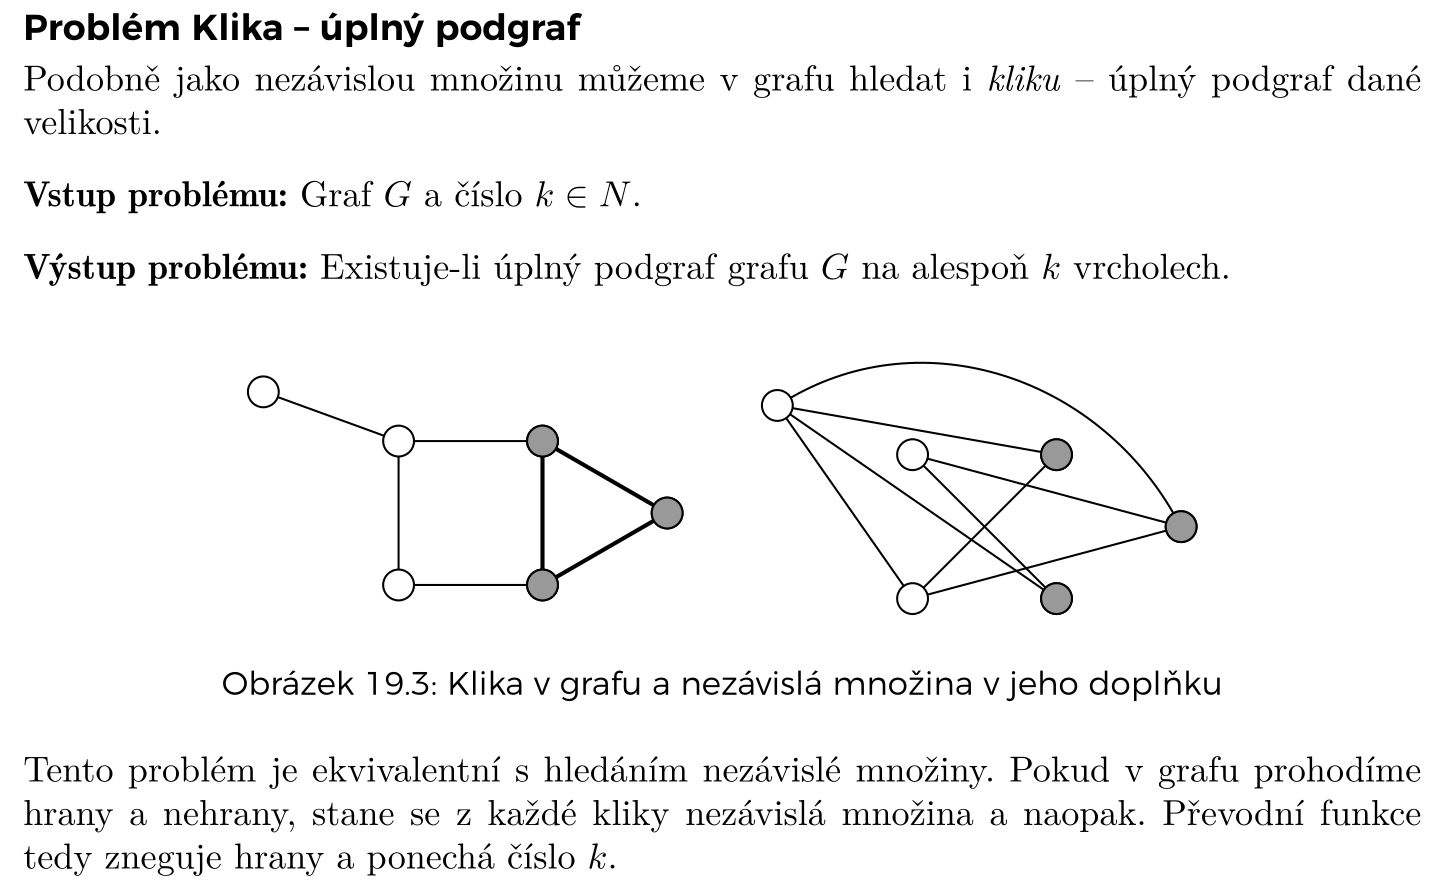 Problém Klika – úplný podgraf
Podobně jako nezávislou množinu můžeme v grafu hledat i kliku – úplný podgraf dané
velikosti.
Vstup problému: Graf G a číslo k ∈ N.
Výstup problému: Existuje-li úplný podgraf grafu G na alespoň k vrcholech.
Obrázek 19.3: Klika v grafu a nezávislá množina v jeho doplňku
Tento problém je ekvivalentní s hledáním nezávislé množiny. Pokud v grafu prohodíme
hrany a nehrany, stane se z každé kliky nezávislá množina a naopak. Převodní funkce
tedy zneguje hrany a ponechá číslo k.